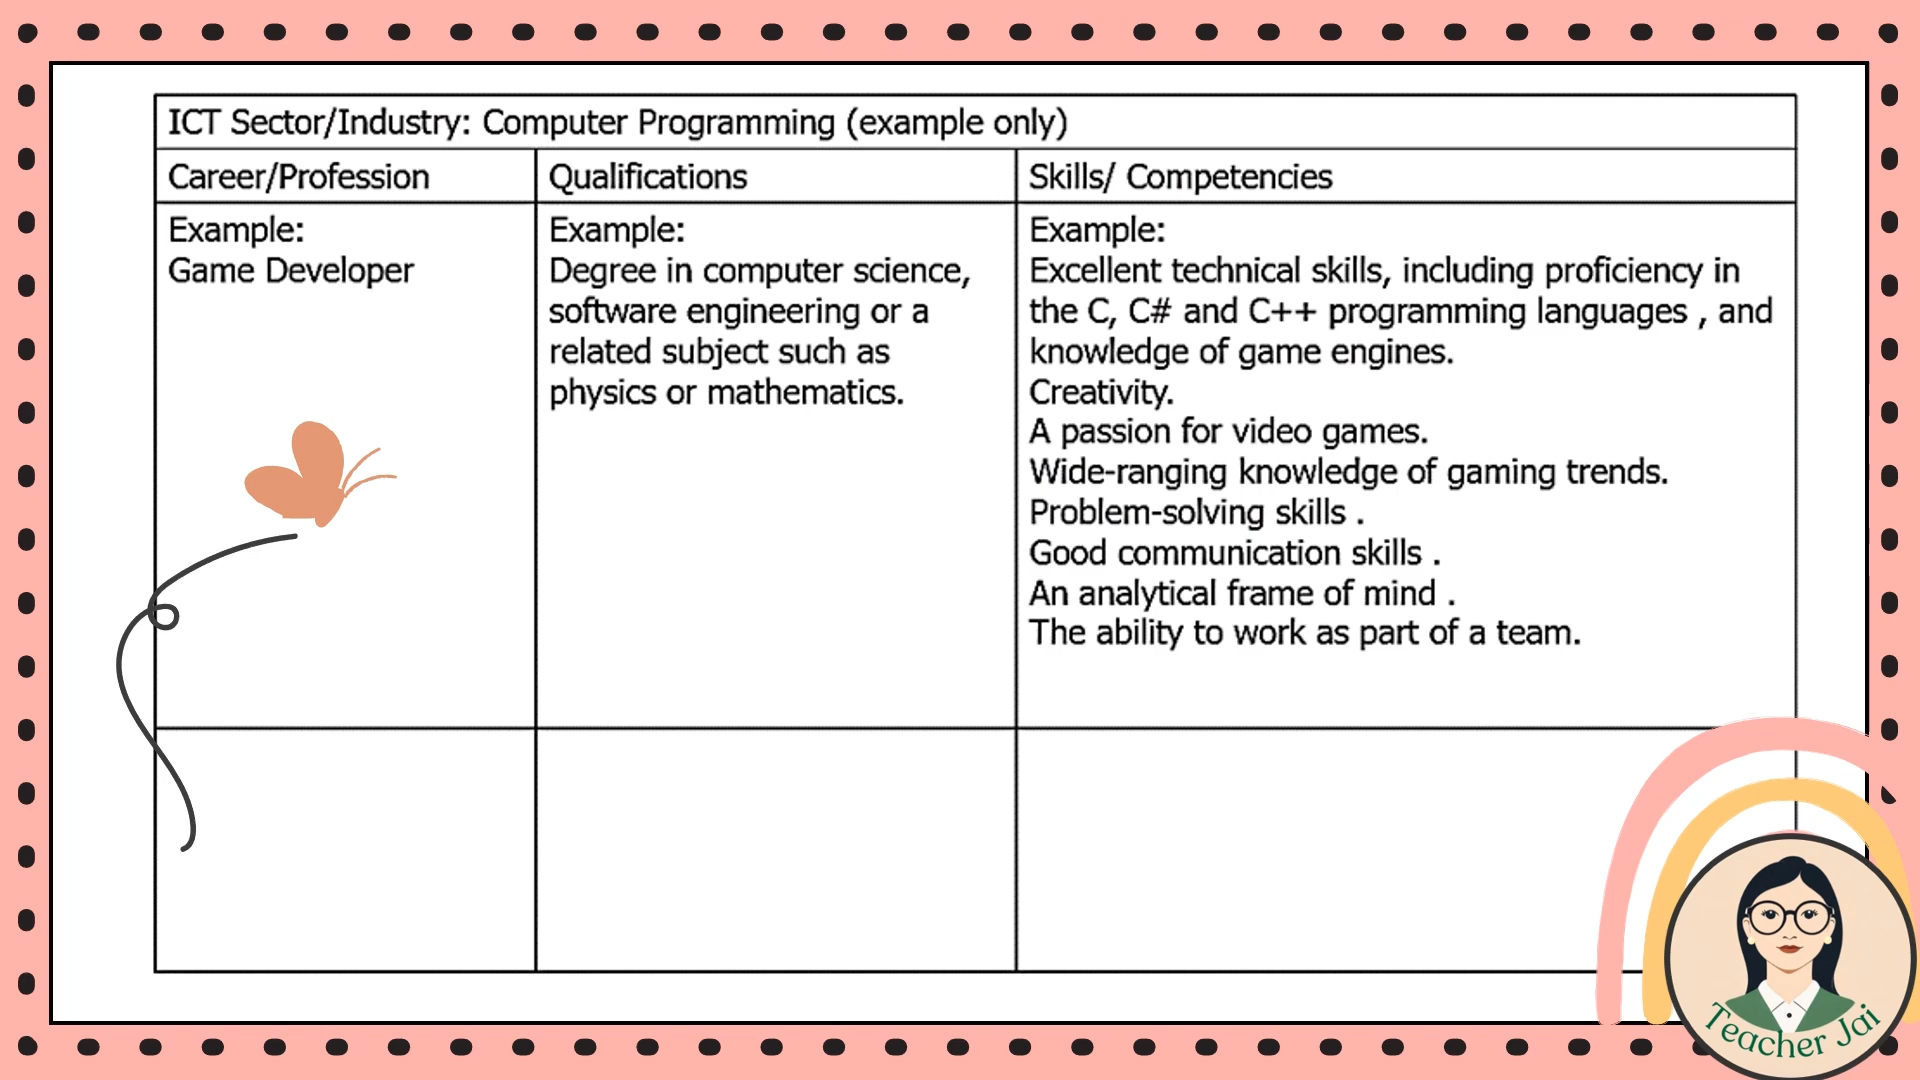 ICT Sector/Industry: Computer Programming (example only)
Career/Profession
Qualifications
Skills/ Competencies
Example:
Game Developer
Example:
Degree in computer science,
software engineering or a
related subject such as
physics or mathematics.
Example:
Excellent technical skills, including proficiency in
the C, C# and C++ programming languages , and
knowledge of game engines.
Creativity.
A passion for video games.
Wide-ranging knowledge of gaming trends.
Problem-solving skills .
Good communication skills .
An analytical frame of mind .
The ability to work as part of a team.
Teacher Jai